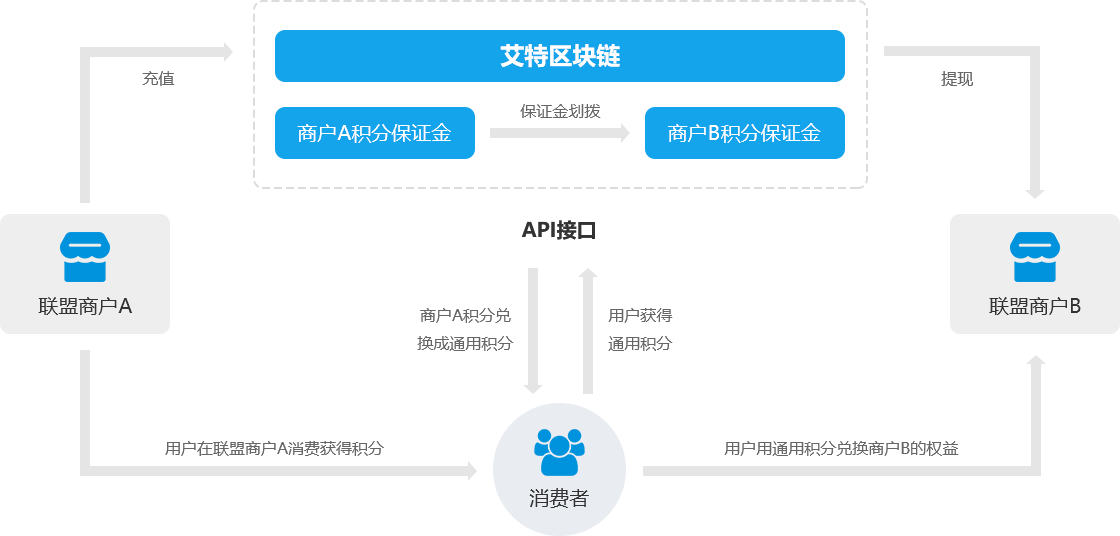 艾特区块链
充值
提现
保证金划拨
商户A积分保证金
商户B积分保证金
API接口
联盟商户A
联盟商户B
商户A积分兑
换成通用积分
用户获得
通用积分
用户在联盟商户A消费获得积分
用户用通用积分兑换商户B的权益
消费者